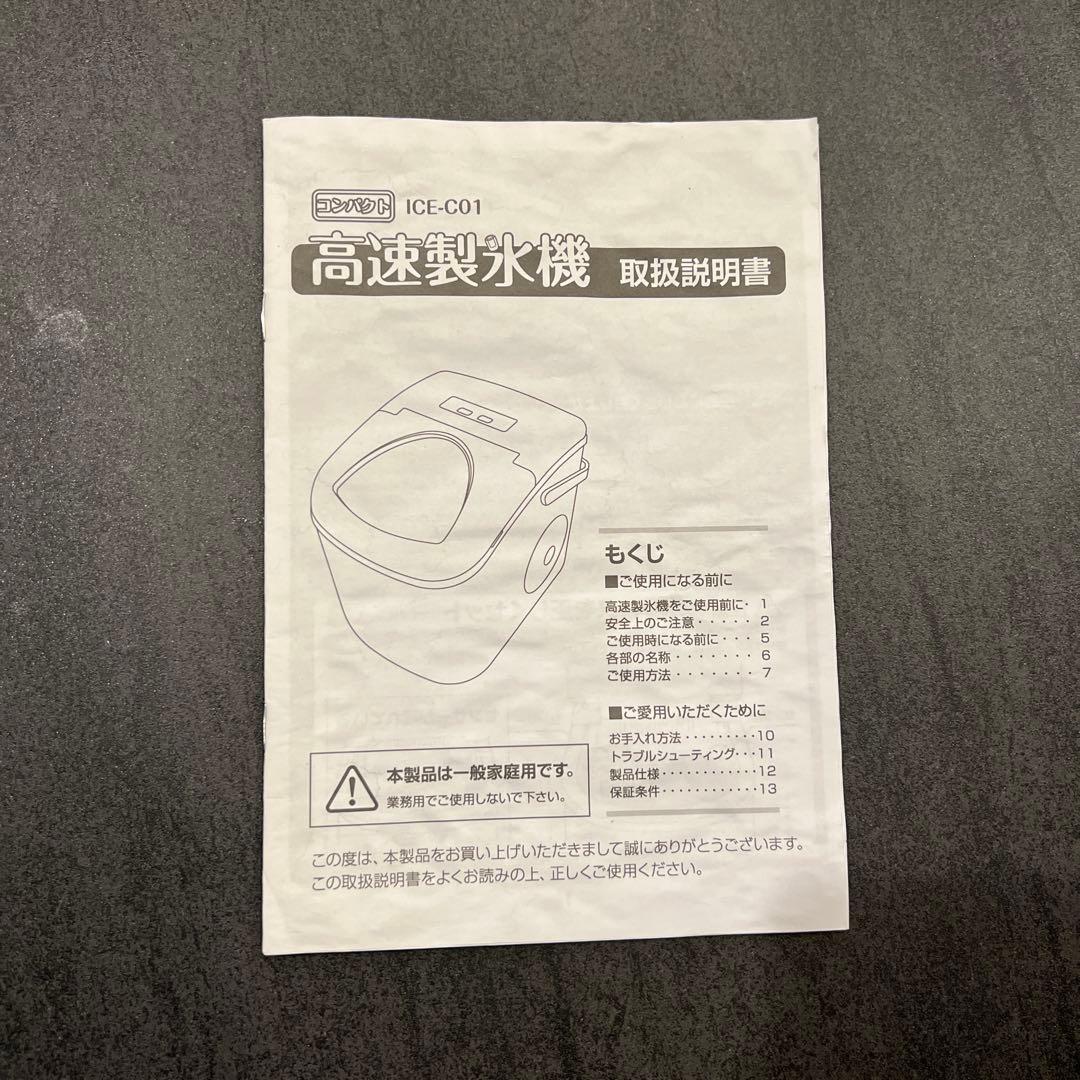 コンパクト ICE-C01
高速製氷機 取扱説明書
もくじ
■ご使用になる前に
高速製氷機をご使用前に・ 1
安全上のご注意・・・・・ 2
ご使用時になる前に・・・ 5
各部の名称・・・・・・・ 6
ご使用方法・・・・・・・ 7
■ご愛用いただくために
お手入れ方法・・・・・・・・・10
トラブルシューティング・・・11
製品仕様・・・・・・・・・・・・12
保証条件・・・・・・・・・・・・13
本製品は一般家庭用です。
業務用でご使用しないで下さい。
この度は、本製品をお買い上げいただきまして誠にありがとうございます。
この取扱説明書をよくお読みの上、正しくご使用ください。